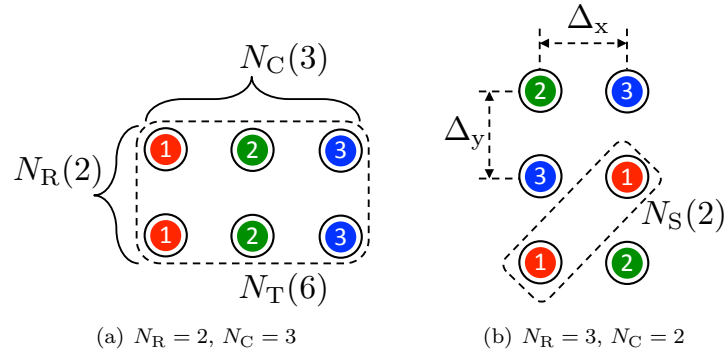 N_C(3)
N_R(2)
1 2 3
1 2 3
N_T(6)
(a) N_R = 2, N_C = 3
Δ_x
Δ_y
2 3
3 1
N_S(2)
1 2
(b) N_R = 3, N_C = 2